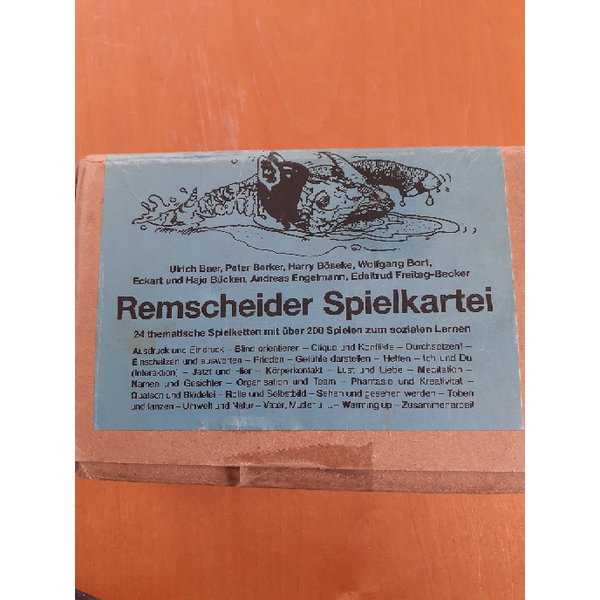 Ulrich Baer, Peter Berker, Harry Böseke, Wolfgang Bort,
Eckart und Hajo Bücken, Andreas Engelmann, Edeltrud Freitag-Becker
Remscheider Spielkartei
24 thematische Spielketten mit über 200 Spielen zum sozialen Lernen
Ausdruck und Eindruck – Blind orientieren – Clique und Konflikte – Durchsetzen! –
Einschätzen und auswerten – Frieden – Gefühle darstellen – Helfen – Ich und Du
(Interaktion) – Jetzt und Hier – Körperkontakt – Lust und Liebe – Meditation –
Namen und Gesichter – Organisation und Team – Phantasie und Kreativität –
Quatsch und Blödelei – Rolle und Selbstbild – Sehen und gesehen werden – Toben
und tanzen – Umwelt und Natur – Vater, Mutter u.... – Warming up – Zusammenarbeit